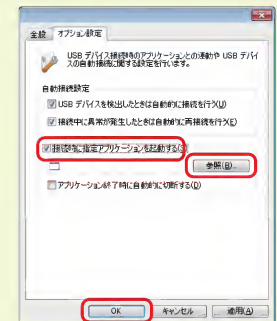 全般 オプション設定
USB デバイス接続時のアプリケーションとの連動や USB デバイ
スの自動接続に関する設定を行います。
自動接続設定
USB デバイスを検出したときは自動的に接続を行う(U)
接続中に異常が発生したときは自動的に再接続を行う(E)
接続時に指定アプリケーションを起動する(S)
参照(B)...
アプリケーション終了時に自動的に切断する(D)
OK キャンセル 適用(A)